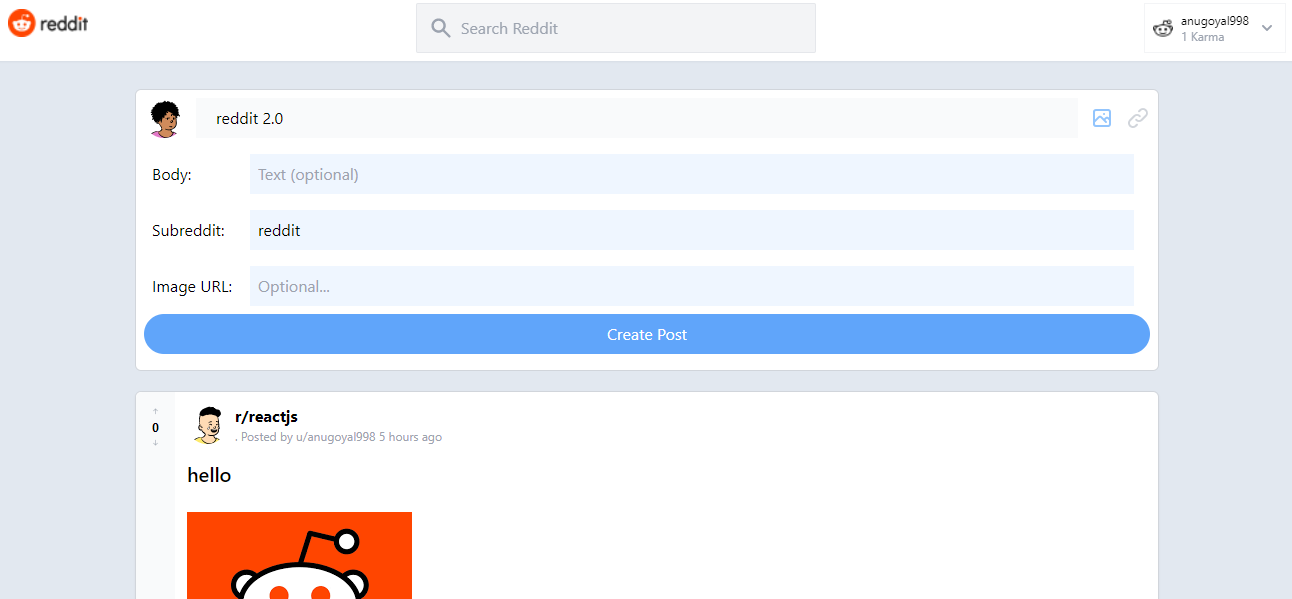 reddit
Search Reddit
anugoyal998
1 Karma
reddit 2.0
Body:
Text (optional)
Subreddit:
reddit
Image URL:
Optional...
Create Post
0
r/reactjs
. Posted by u/anugoyal998 5 hours ago
hello